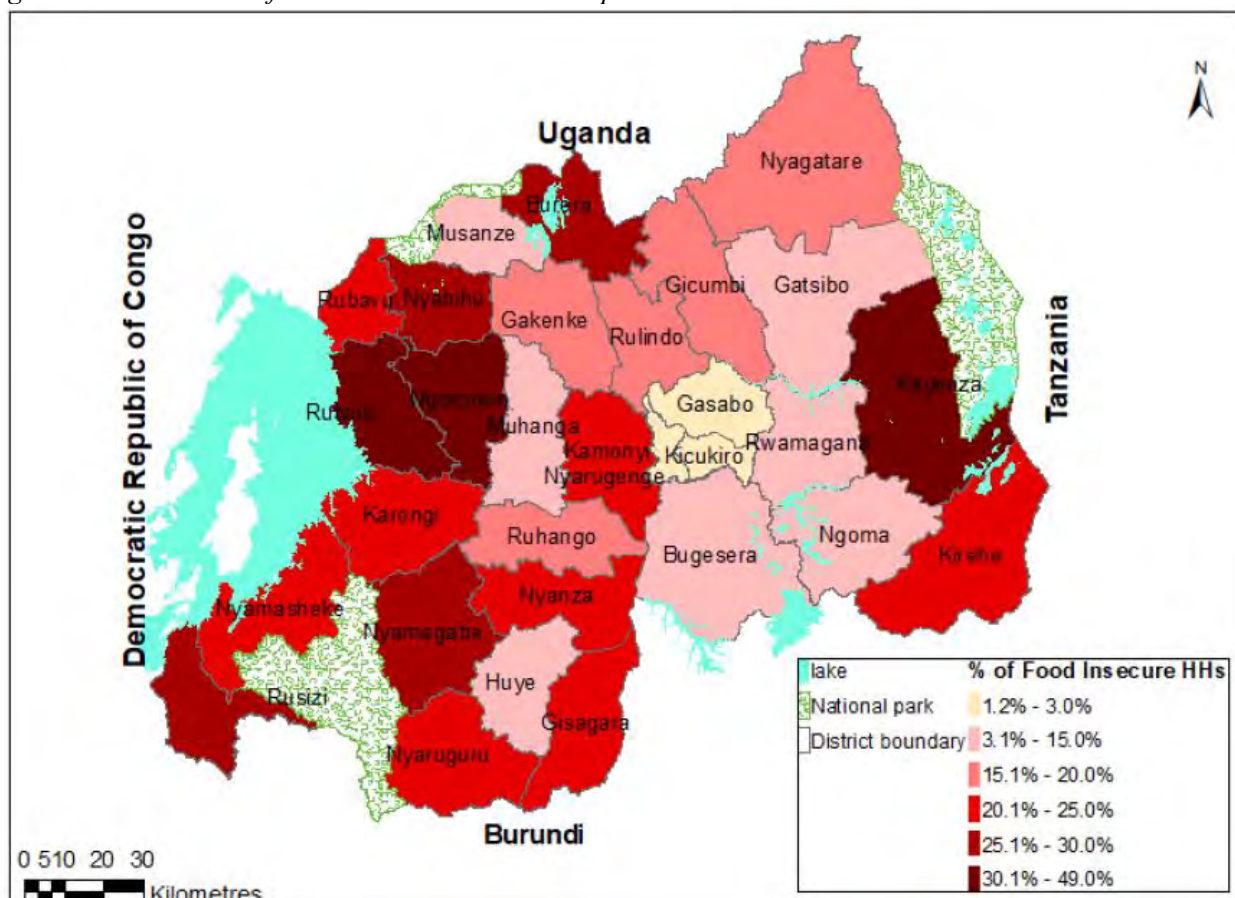 Uganda
Nyagatare
Burera
Musanze
Democratic Republic of Congo
Rubavu
Nyabihu
Gicumbi
Gatsibo
Gakenke
Rulindo
Tanzania
Kayonza
Gasabo
Muhanga
Kamonyi
Kicukiro
Rwamagana
Nyarugenge
Karongi
Ruhango
Bugesera
Ngoma
Kirehe
Nyanza
Nyamasheke
Nyamagabe
Huye
Rusizi
Gisagara
Nyaruguru
Burundi
N
lake
National park
District boundary
% of Food Insecure HHs
1.2% - 3.0%
3.1% - 15.0%
15.1% - 20.0%
20.1% - 25.0%
25.1% - 30.0%
30.1% - 49.0%
0 510 20 30
Kilometres